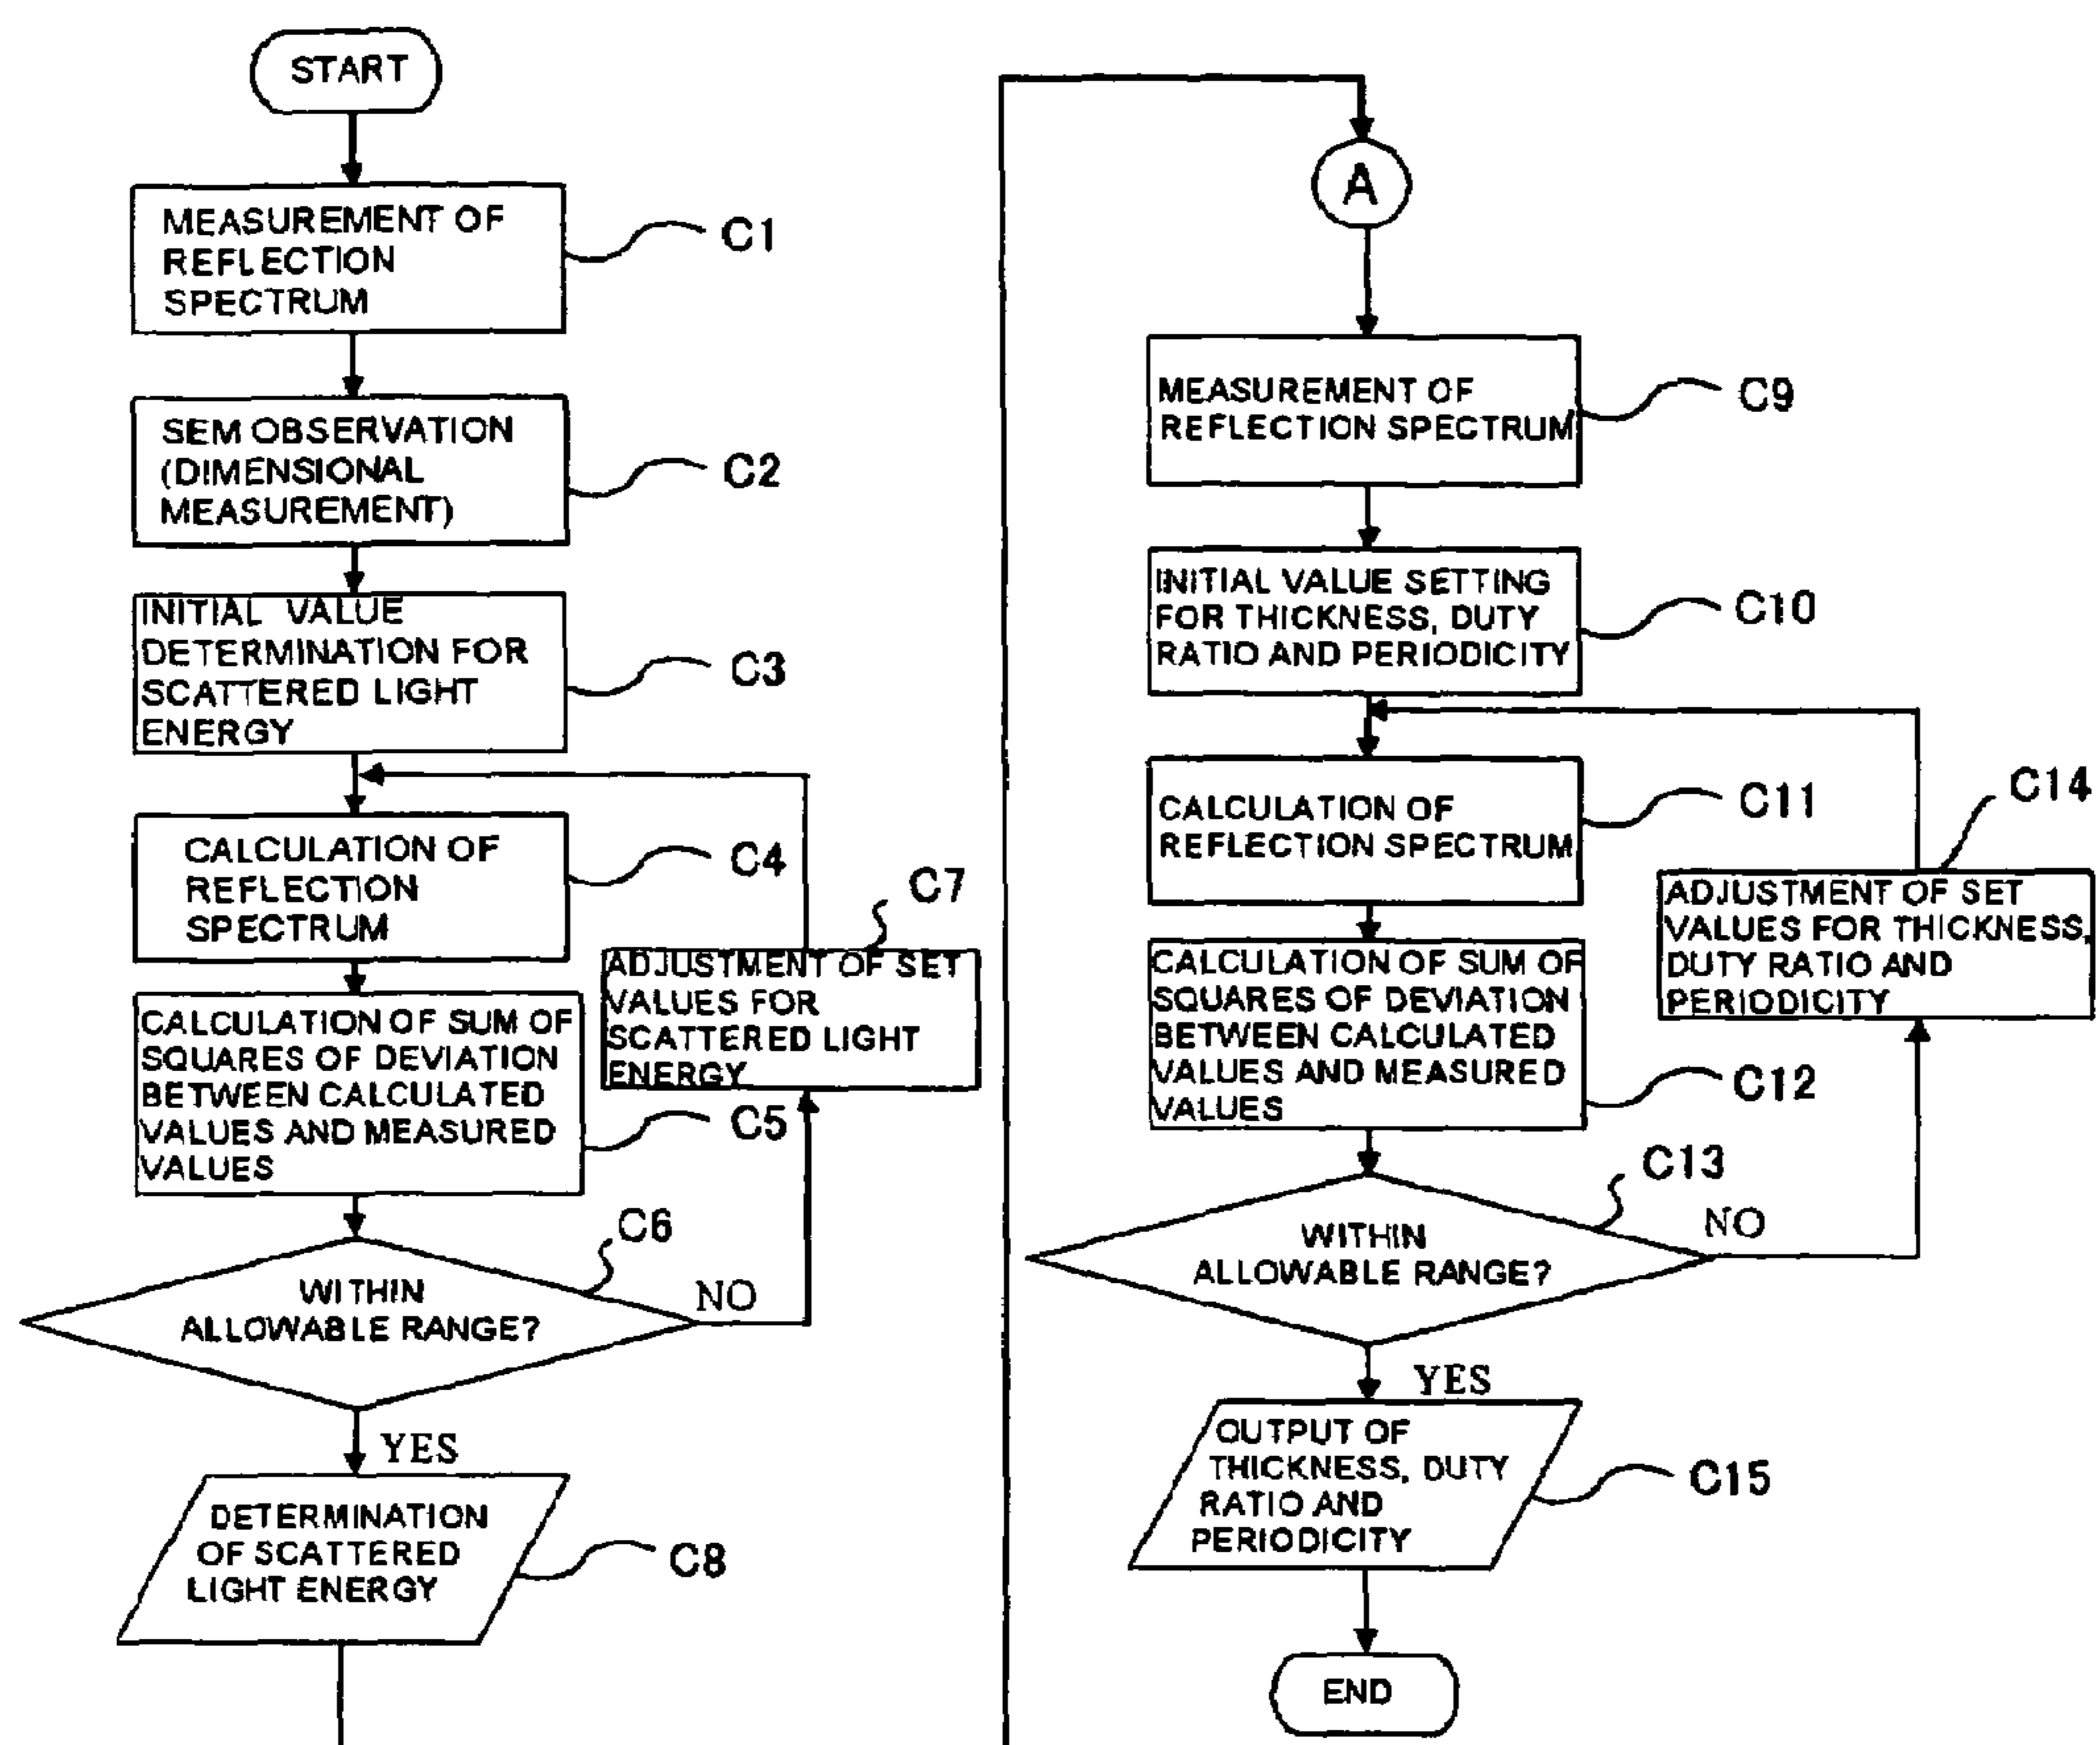 START
MEASUREMENT OF
REFLECTION
SPECTRUM
C1
SEM OBSERVATION
(DIMENSIONAL
MEASUREMENT)
C2
INITIAL VALUE
DETERMINATION FOR
SCATTERED LIGHT
ENERGY
C3
CALCULATION OF
REFLECTION
SPECTRUM
C4
CALCULATION OF SUM OF
SQUARES OF DEVIATION
BETWEEN CALCULATED
VALUES AND MEASURED
VALUES
C5
WITHIN
ALLOWABLE RANGE?
C6
NO
ADJUSTMENT OF SET
VALUES FOR
SCATTERED LIGHT
ENERGY
C7
YES
DETERMINATION
OF SCATTERED
LIGHT ENERGY
C8
A
MEASUREMENT OF
REFLECTION SPECTRUM
C9
INITIAL VALUE SETTING
FOR THICKNESS, DUTY
RATIO AND PERIODICITY
C10
CALCULATION OF
REFLECTION SPECTRUM
C11
CALCULATION OF SUM OF
SQUARES OF DEVIATION
BETWEEN CALCULATED
VALUES AND MEASURED
VALUES
C12
WITHIN
ALLOWABLE RANGE?
C13
NO
ADJUSTMENT OF SET
VALUES FOR THICKNESS,
DUTY RATIO AND
PERIODICITY
C14
YES
OUTPUT OF
THICKNESS, DUTY
RATIO AND
PERIODICITY
C15
END